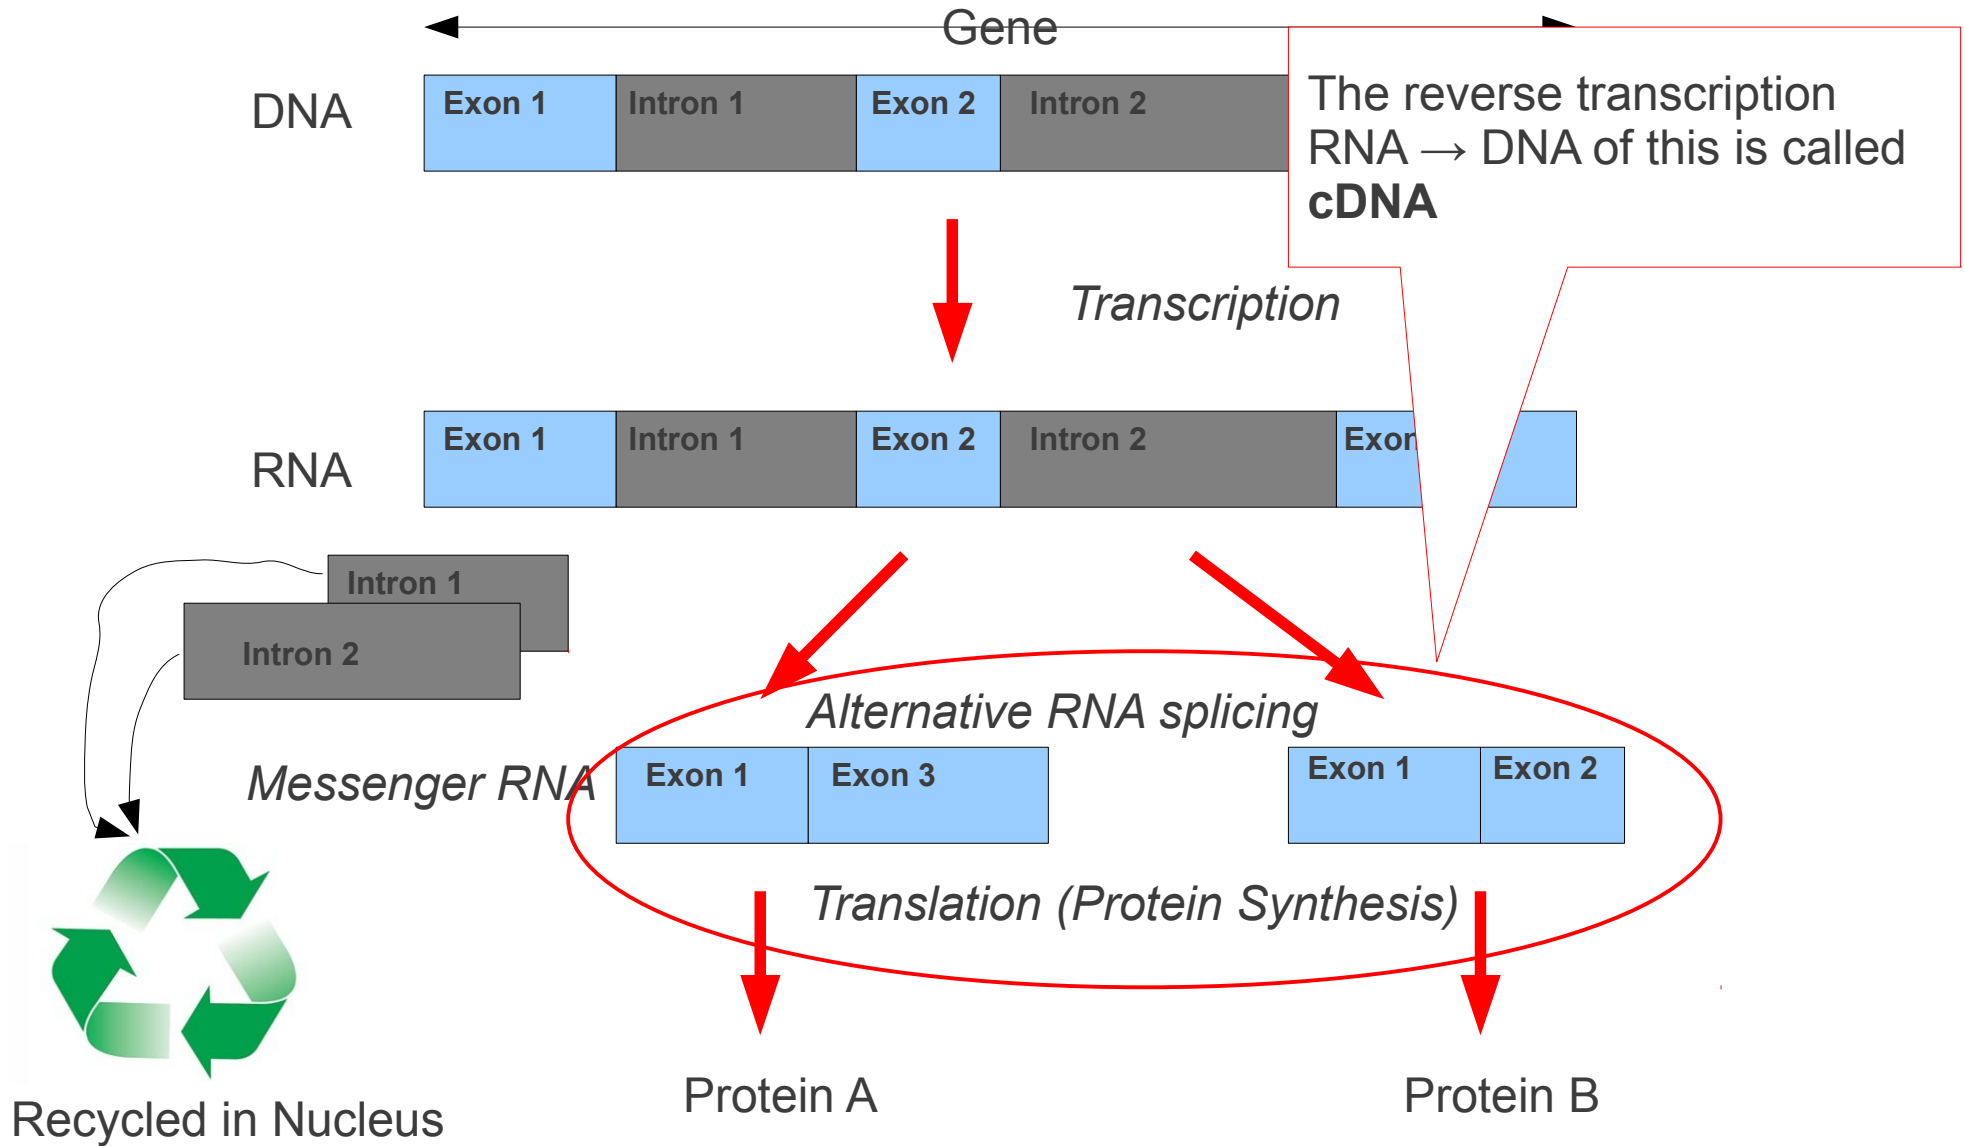 Gene
DNA
Exon 1
Intron 1
Exon 2
Intron 2
The reverse transcription
RNA → DNA of this is called
cDNA
Transcription
RNA
Exon 1
Intron 1
Exon 2
Intron 2
Exon
Intron 1
Intron 2
Alternative RNA splicing
Messenger RNA
Exon 1
Exon 3
Exon 1
Exon 2
Translation (Protein Synthesis)
Protein A
Protein B
Recycled in Nucleus